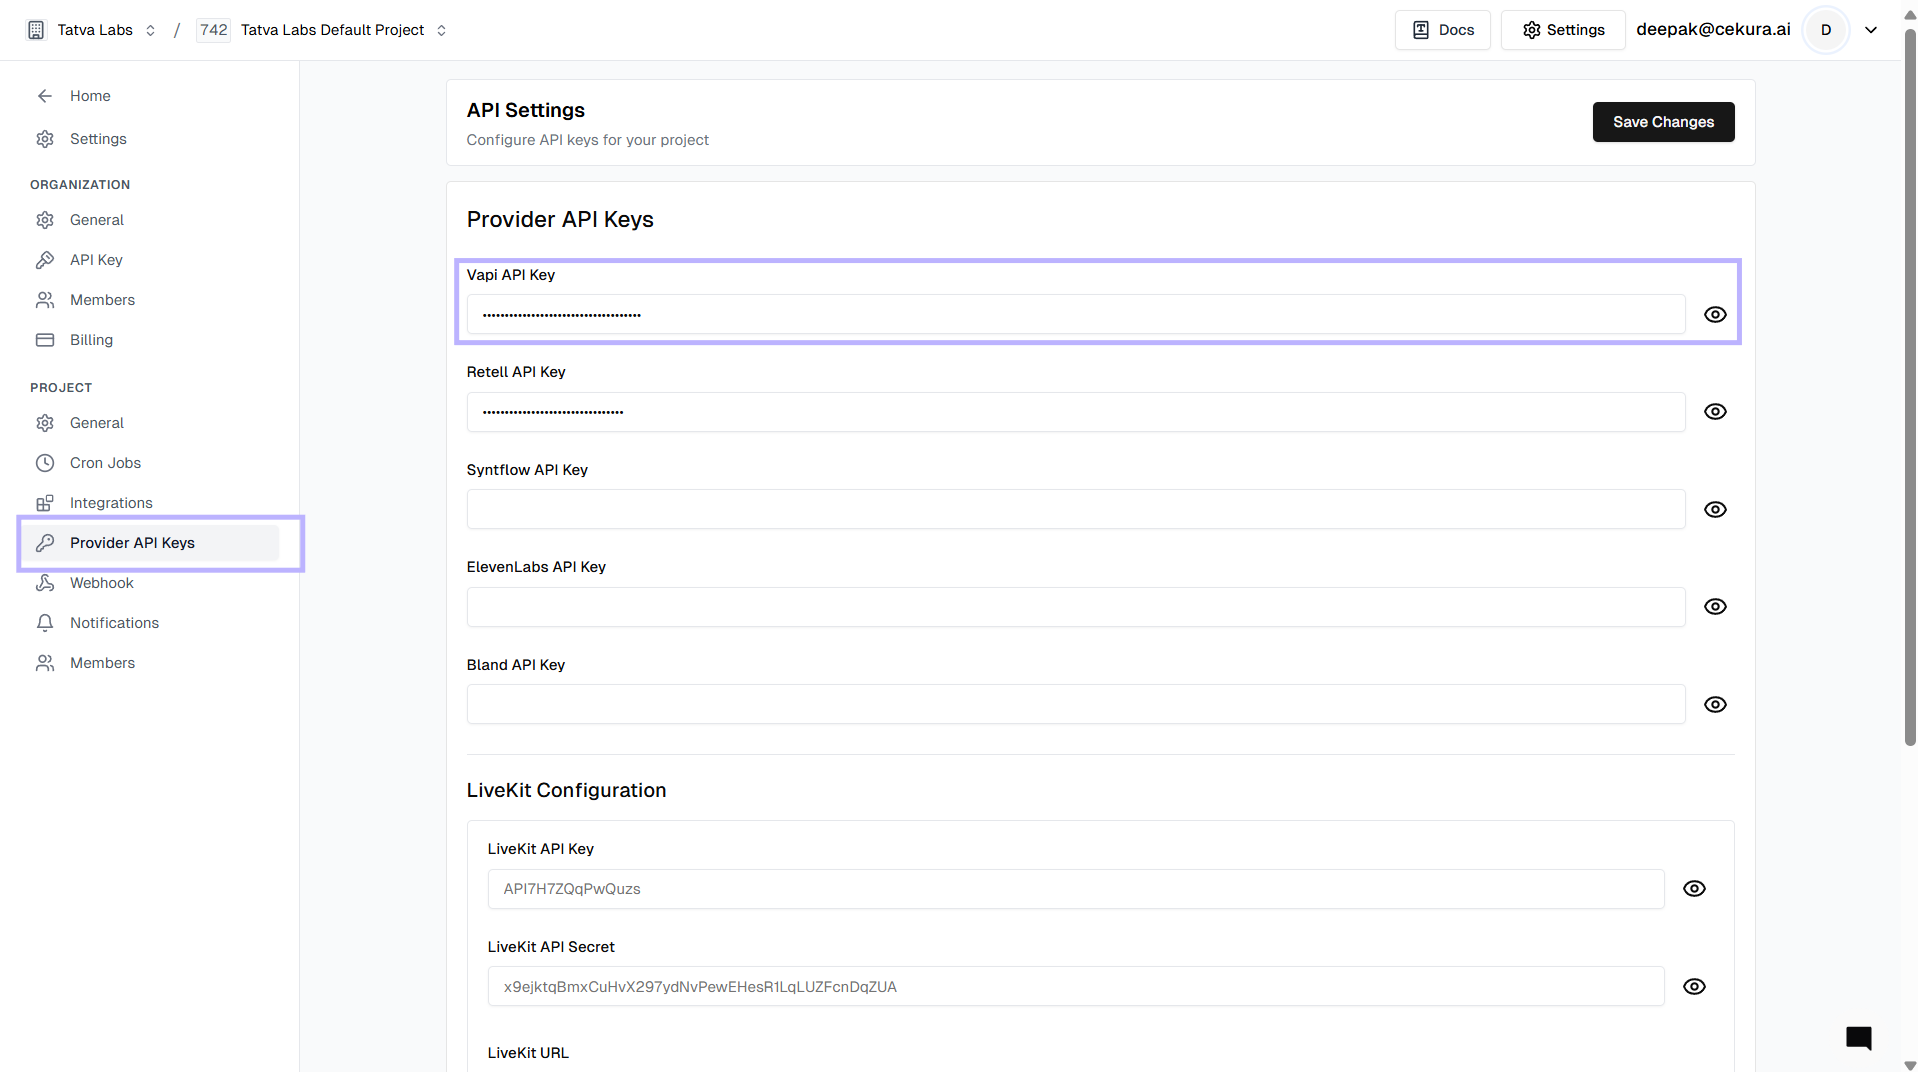 Tatva Labs / 742 Tatva Labs Default Project
Docs
Settings
deepak@cekura.ai
D
Home
Settings
ORGANIZATION
General
API Key
Members
Billing
PROJECT
General
Cron Jobs
Integrations
Provider API Keys
Webhook
Notifications
Members
API Settings
Configure API keys for your project
Save Changes
Provider API Keys
Vapi API Key
Retell API Key
Syntflow API Key
ElevenLabs API Key
Bland API Key
LiveKit Configuration
LiveKit API Key
API7H7ZQqPwQuzs
LiveKit API Secret
x9ejktqBmxCuHvX297ydNvPewEHesR1LqLUZFcnDqZUA
LiveKit URL